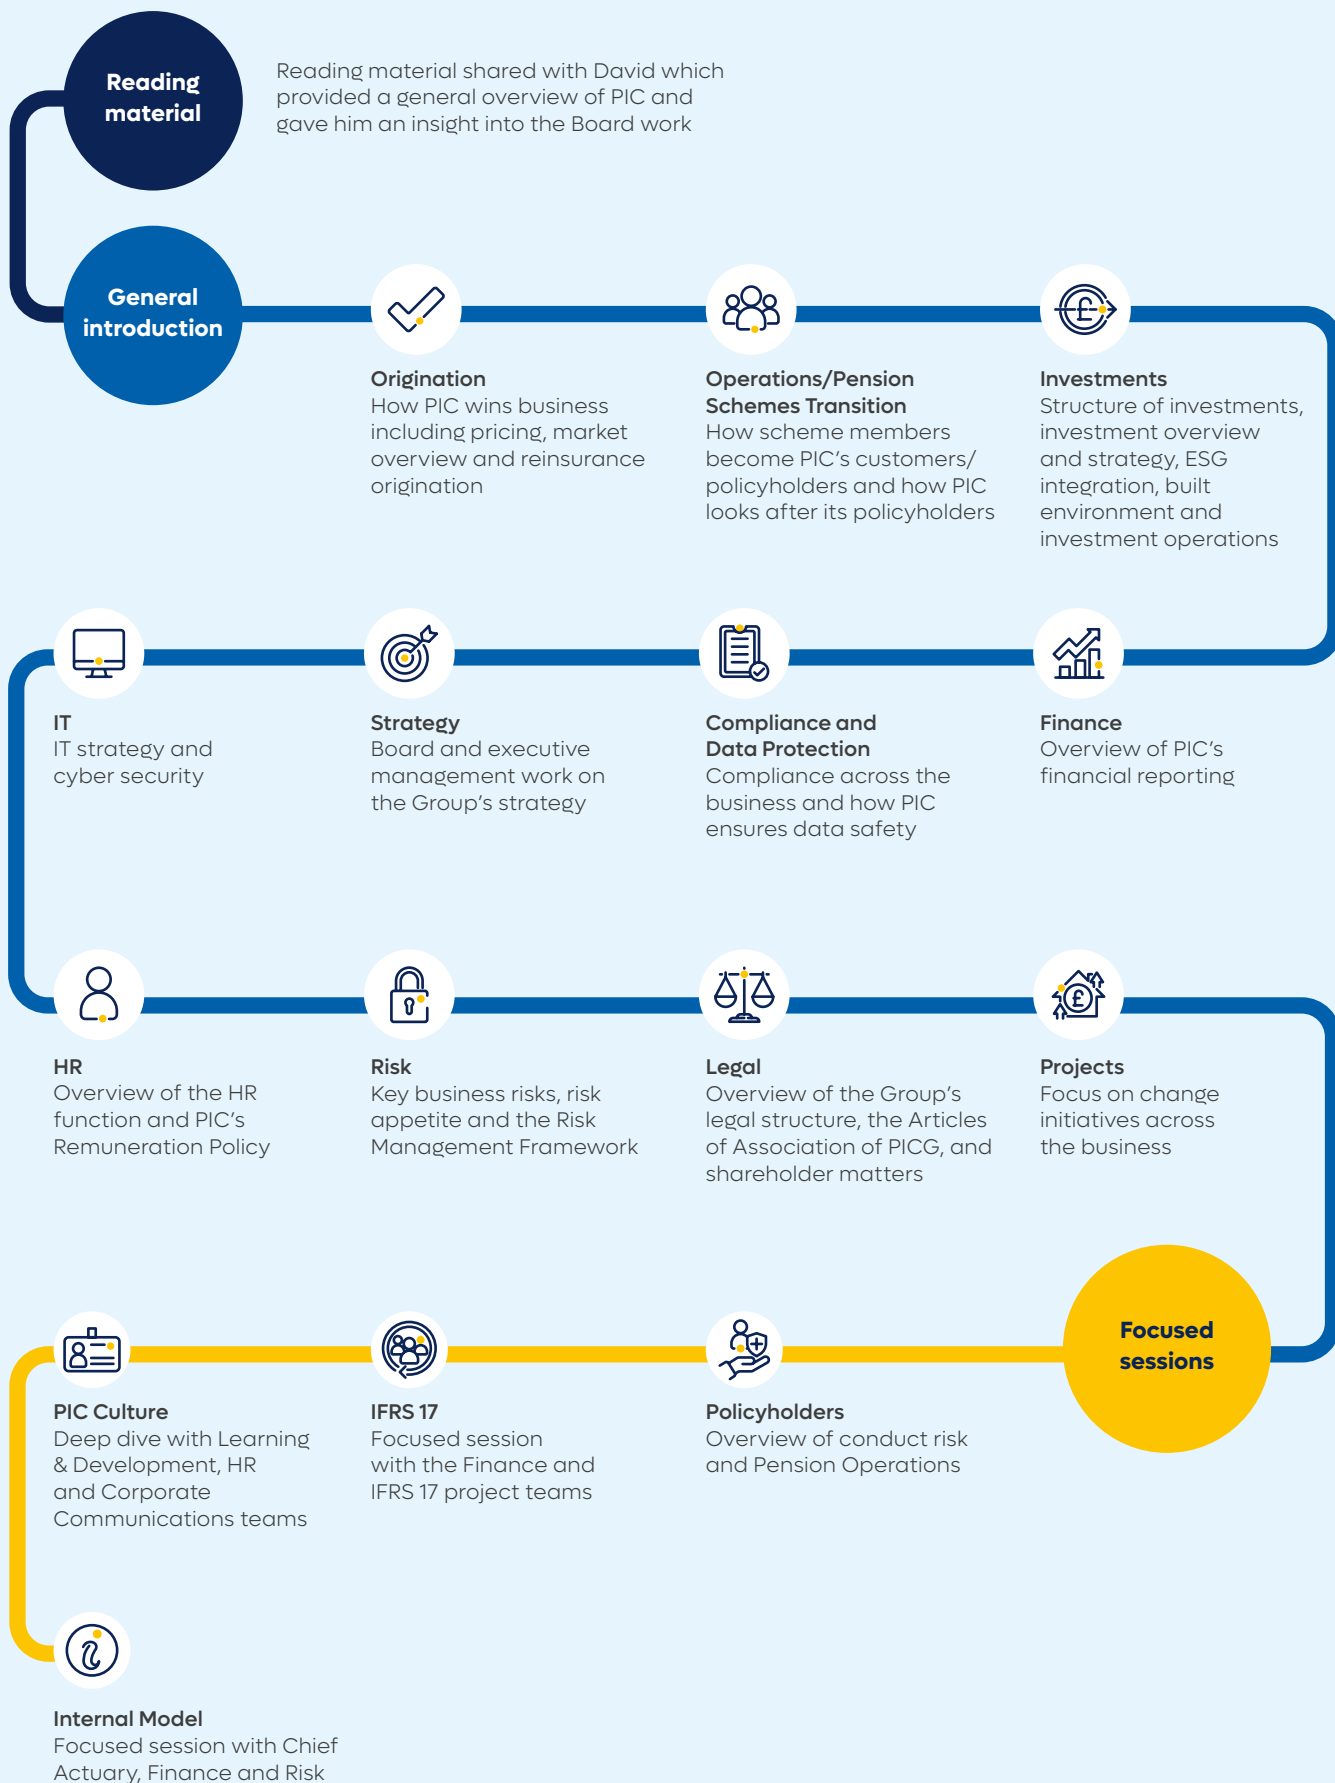 Reading
material
Reading material shared with David which
provided a general overview of PIC and
gave him an insight into the Board work
General
introduction
Origination
How PIC wins business
including pricing, market
overview and reinsurance
origination
Operations/Pension
Schemes Transition
How scheme members
become PIC's customers/
policyholders and how PIC
looks after its policyholders
Investments
Structure of investments,
investment overview
and strategy, ESG
integration, built
environment and
investment operations
IT
IT strategy and
cyber security
Strategy
Board and executive
management work on
the Group's strategy
Compliance and
Data Protection
Compliance across the
business and how PIC
ensures data safety
Finance
Overview of PIC's
financial reporting
HR
Overview of the HR
function and PIC's
Remuneration Policy
Risk
Key business risks, risk
appetite and the Risk
Management Framework
Legal
Overview of the Group's
legal structure, the Articles
of Association of PICG, and
shareholder matters
Projects
Focus on change
initiatives across
the business
Focused
sessions
PIC Culture
Deep dive with Learning
& Development, HR
and Corporate
Communications teams
IFRS 17
Focused session
with the Finance and
IFRS 17 project teams
Policyholders
Overview of conduct risk
and Pension Operations
Internal Model
Focused session with Chief
Actuary, Finance and Risk